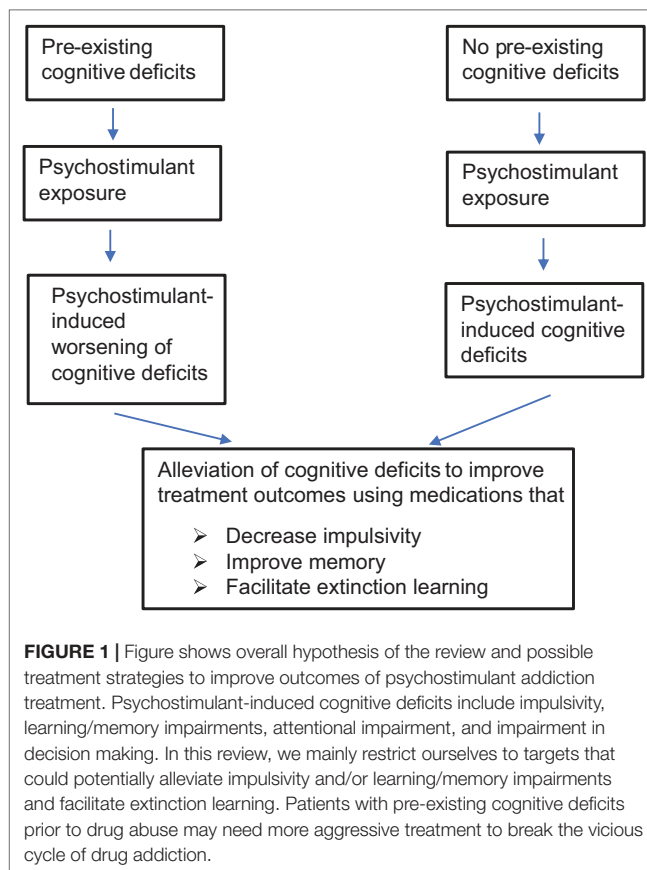 Pre-existing
cognitive deficits
No pre-existing
cognitive deficits
Psychostimulant
exposure
Psychostimulant
exposure
Psychostimulant-
induced
worsening of
cognitive deficits
Psychostimulant-
induced cognitive
deficits
Alleviation of cognitive deficits to improve
treatment outcomes using medications that
➢ Decrease impulsivity
➢ Improve memory
➢ Facilitate extinction learning
FIGURE 1 | Figure shows overall hypothesis of the review and possible
treatment strategies to improve outcomes of psychostimulant addiction
treatment. Psychostimulant-induced cognitive deficits include impulsivity,
learning/memory impairments, attentional impairment, and impairment in
decision making. In this review, we mainly restrict ourselves to targets that
could potentially alleviate impulsivity and/or learning/memory impairments
and facilitate extinction learning. Patients with pre-existing cognitive deficits
prior to drug abuse may need more aggressive treatment to break the vicious
cycle of drug addiction.